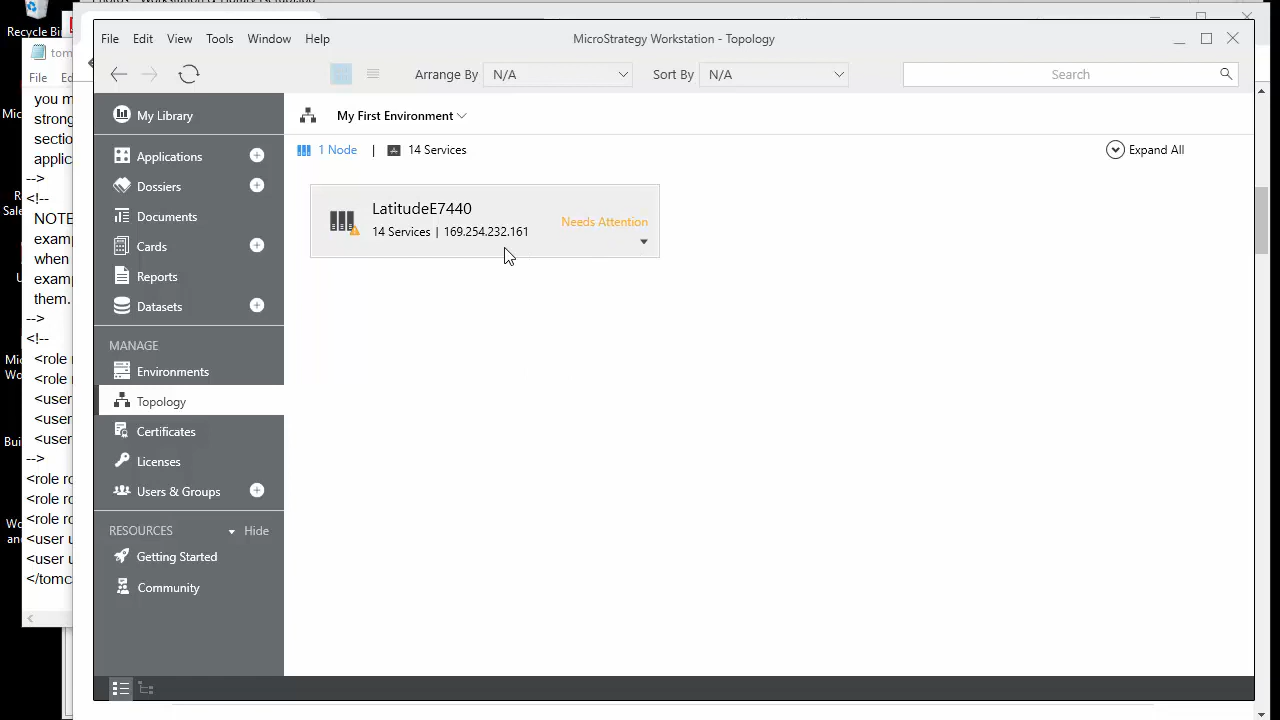 Recycle Bin
tom
File
Ed
File Edit View Tools Window Help
MicroStrategy Workstation - Topology
Arrange By N/A Sort By N/A Search
My Library
Applications
Dossiers
Documents
Cards
Reports
Datasets
MANAGE
Environments
Topology
Certificates
Licenses
Users & Groups
RESOURCES Hide
Getting Started
Community
My First Environment
1 Node | 14 Services
Expand All
LatitudeE7440
14 Services | 169.254.232.161
Needs Attention
you m
strong
sectio
applic
-->
<!--
NOTE
examp
when
examp
them.
-->
<!--
<role
<role
<user
<user
<user
-->
<role ro
<role ro
<role ro
<user u
<user u
</tomc